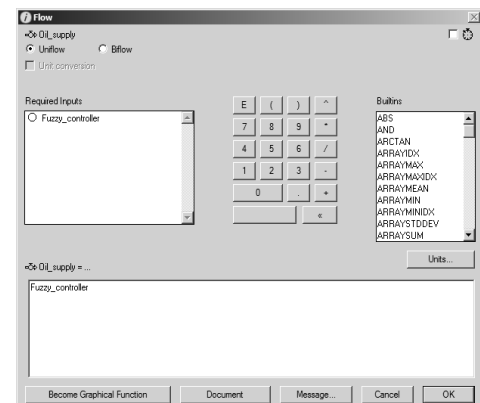 Flow
Oil_supply
Uniflow Biflow
Unit conversion
Required Inputs
Fuzzy_controller
E ( ) ^
7 8 9 *
4 5 6 /
1 2 3 -
0 . +
«
Builtins
ABS
AND
ARCTAN
ARRAYIDX
ARRAYMAX
ARRAYMAXIDX
ARRAYMEAN
ARRAYMIN
ARRAYMINIDX
ARRAYSTDDEV
ARRAYSUM
Units...
Oil_supply = ...
Fuzzy_controller
Become Graphical Function Document Message... Cancel OK